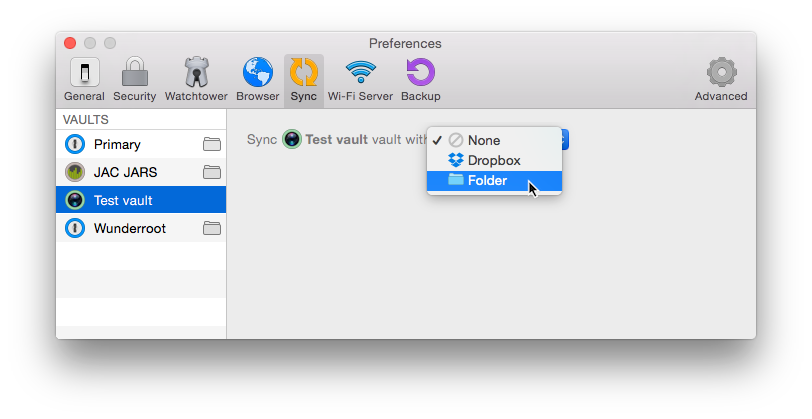 Preferences
General Security Watchtower Browser Sync Wi-Fi Server Backup Advanced
VAULTS
Primary
JAC JARS
Test vault
Wunderroot
Sync Test vault vault with
None
Dropbox
Folder